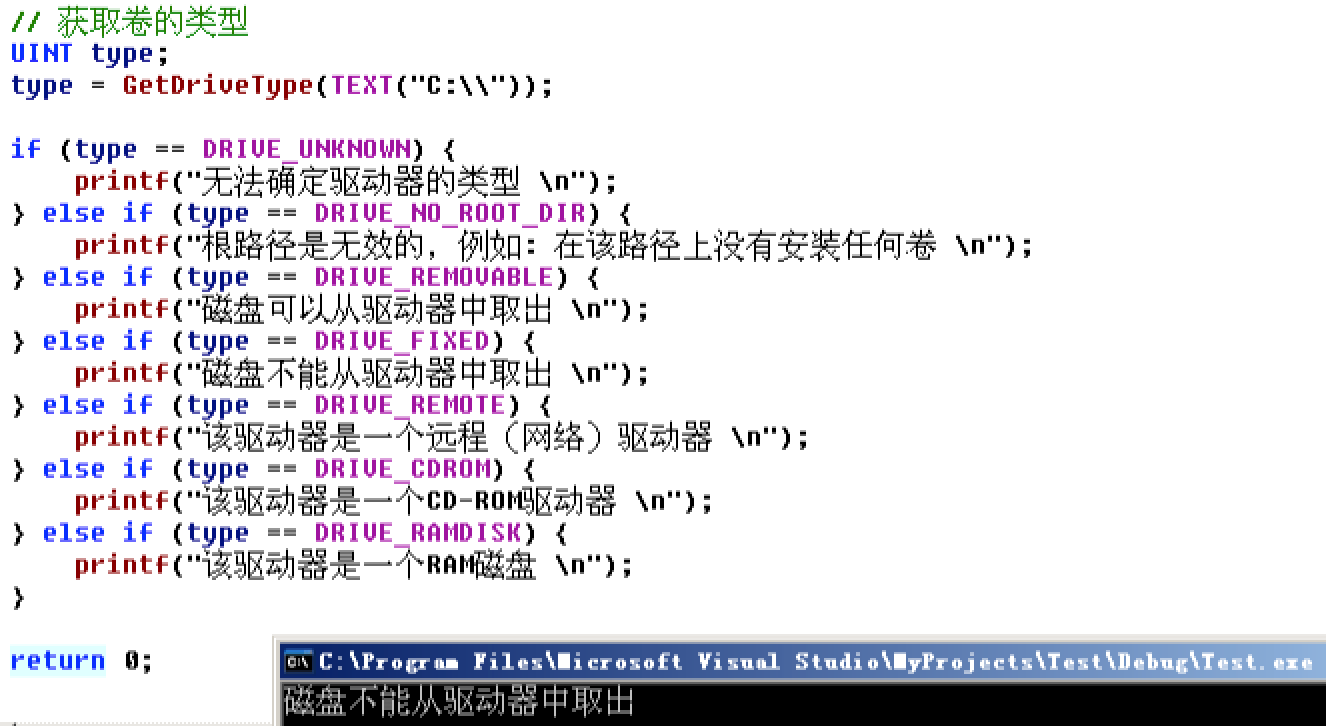 // 获取卷的类型
UINT type;
type = GetDriveType(TEXT("C:\\"));
if (type == DRIVE_UNKNOWN) {
printf("无法确定驱动器的类型 \n");
} else if (type == DRIVE_NO_ROOT_DIR) {
printf("根路径是无效的，例如：在该路径上没有安装任何卷 \n");
} else if (type == DRIVE_REMOVABLE) {
printf("磁盘可以从驱动器中取出 \n");
} else if (type == DRIVE_FIXED) {
printf("磁盘不能从驱动器中取出 \n");
} else if (type == DRIVE_REMOTE) {
printf("该驱动器是一个远程（网络）驱动器 \n");
} else if (type == DRIVE_CDROM) {
printf("该驱动器是一个CD-ROM驱动器 \n");
} else if (type == DRIVE_RAMDISK) {
printf("该驱动器是一个RAM磁盘 \n");
}
return 0;
C:\Program Files\Microsoft Visual Studio\MyProjects\Test\Debug\Test.exe
磁盘不能从驱动器中取出